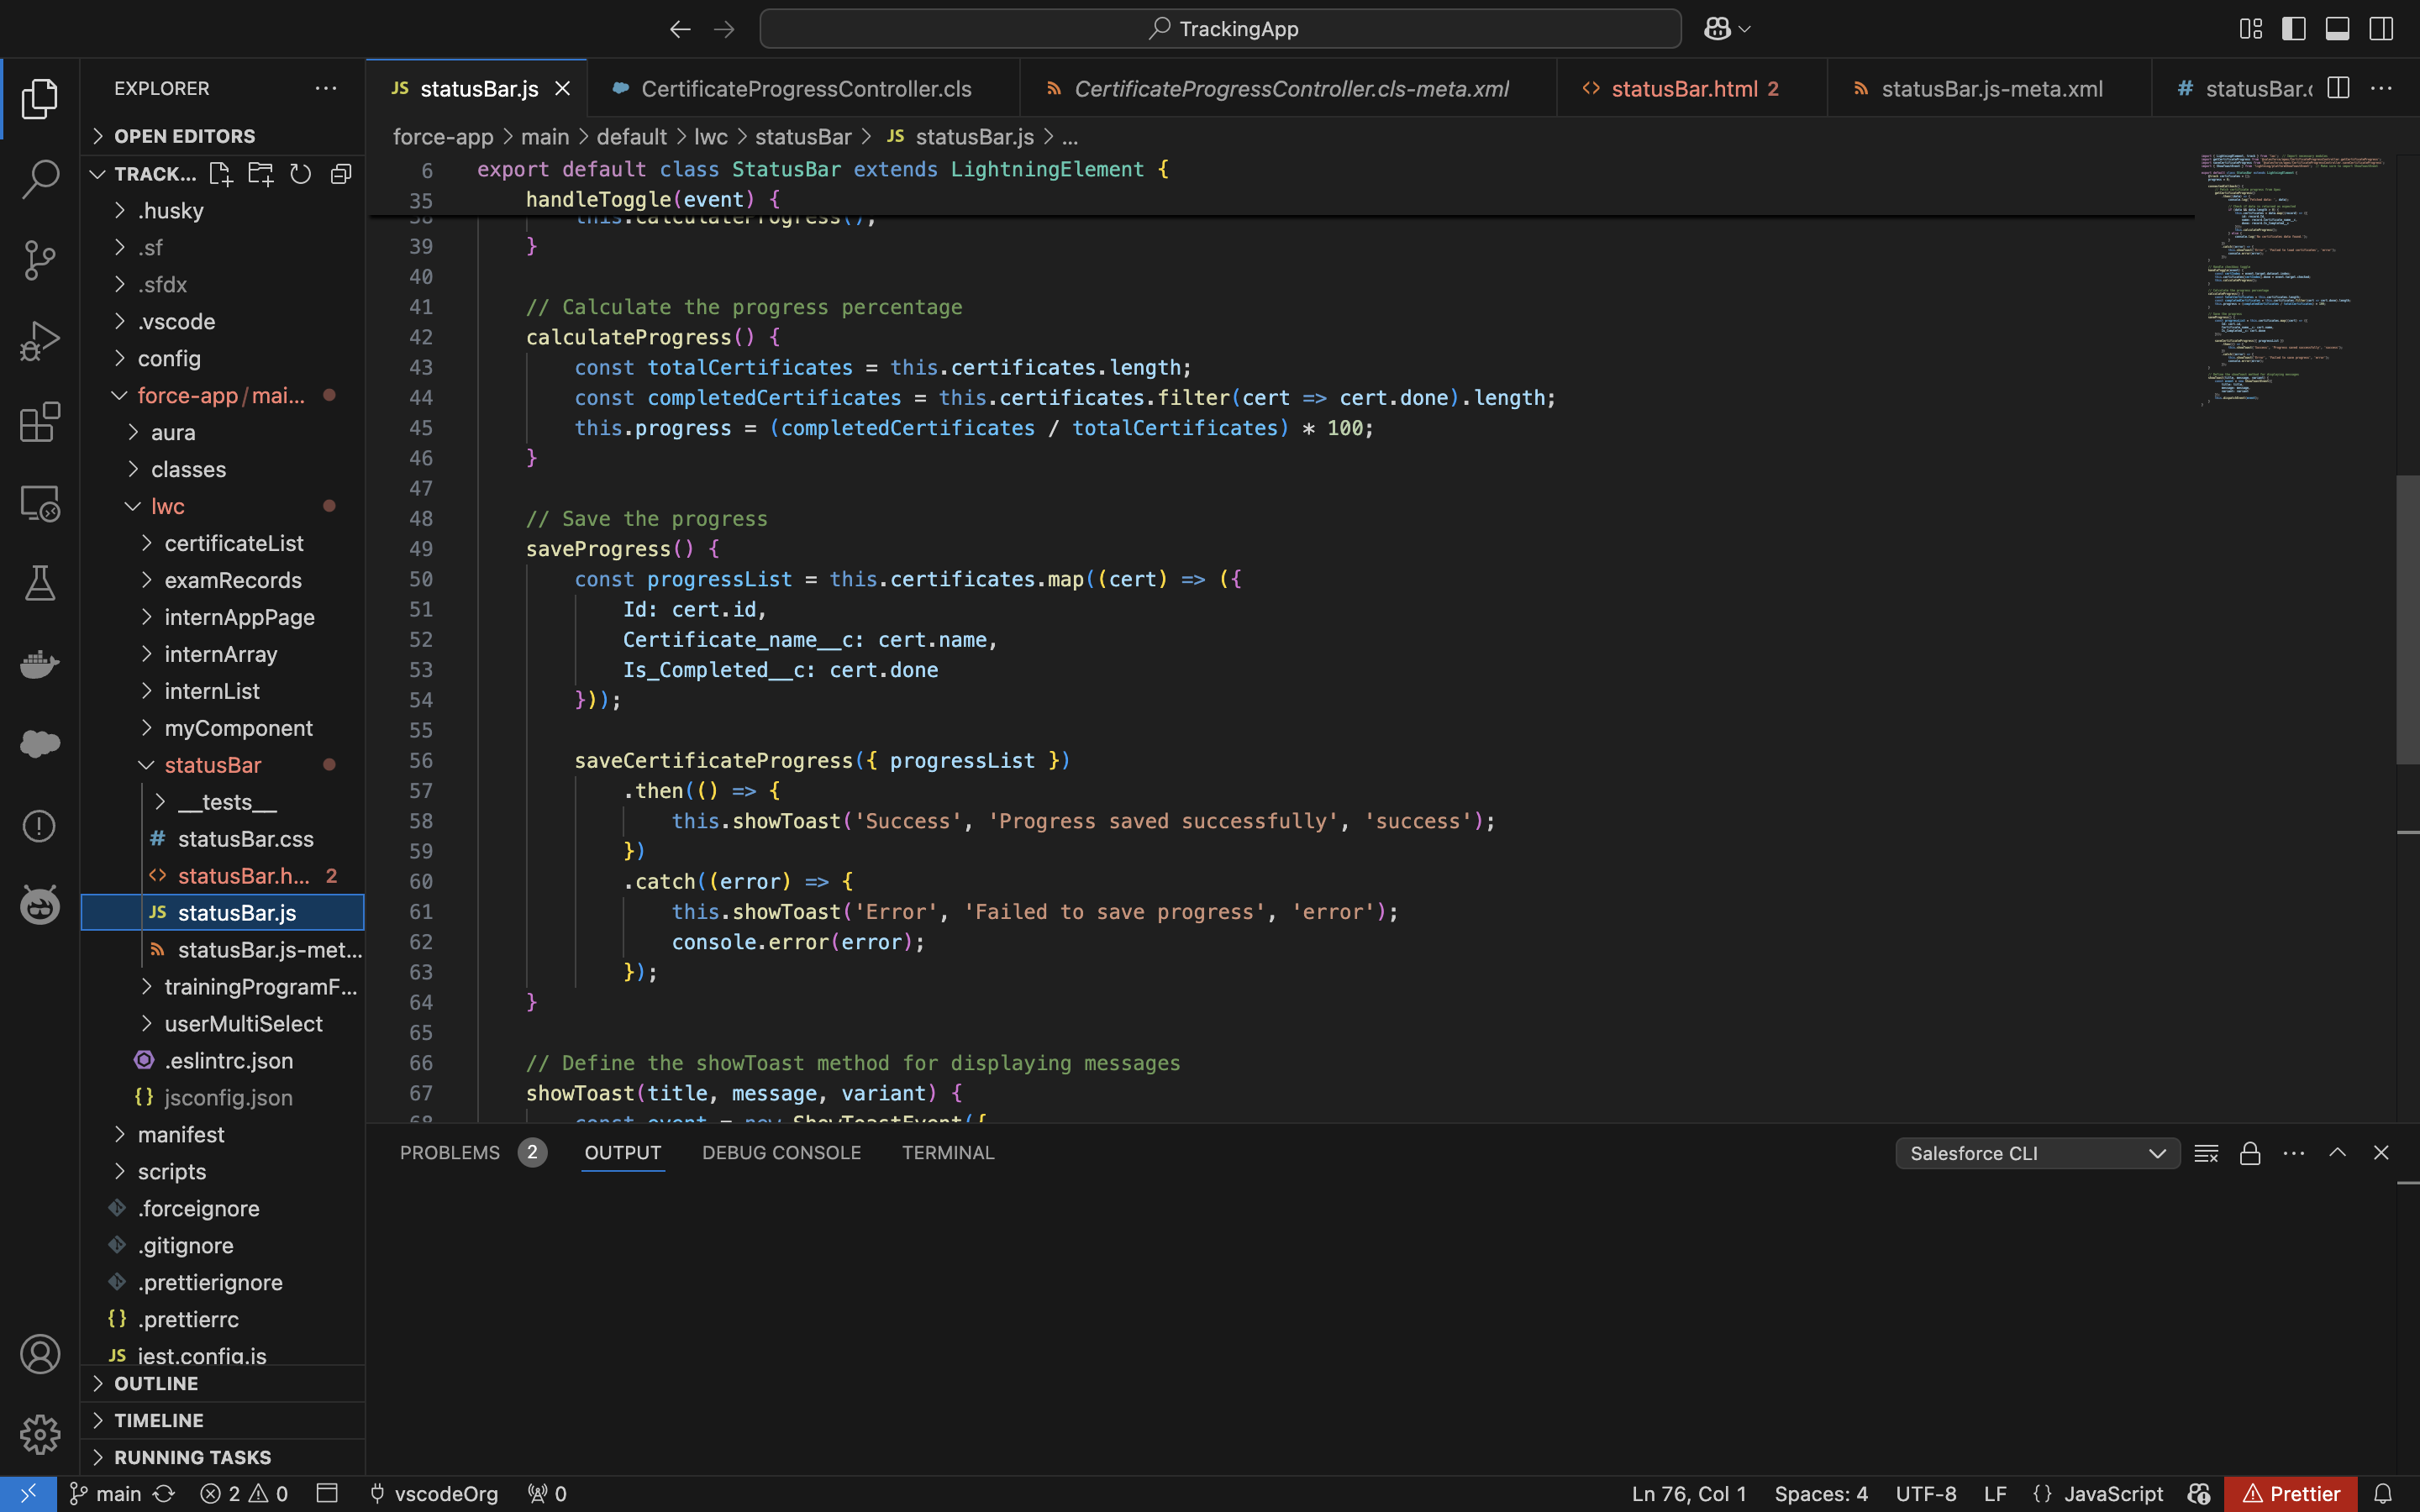 TrackingApp
EXPLORER
OPEN EDITORS
TRACK...
.husky
.sf
.sfdx
.vscode
config
force-app/mai...
aura
classes
lwc
certificateList
examRecords
internAppPage
internArray
internList
myComponent
statusBar
__tests__
# statusBar.css
<> statusBar.h... 2
JS statusBar.js
statusBar.js-met...
trainingProgramF...
userMultiSelect
.eslintrc.json
{} jsconfig.json
manifest
scripts
.forceignore
.gitignore
.prettierignore
{} .prettierrc
JS jest.config.js
OUTLINE
TIMELINE
RUNNING TASKS
JS statusBar.js
CertificateProgressController.cls
CertificateProgressController.cls-meta.xml
<> statusBar.html 2
statusBar.js-meta.xml
# statusBar.c
force-app > main > default > lwc > statusBar > JS statusBar.js > ...
6 export default class StatusBar extends LightningElement {
35 handleToggle(event) {
38 this.calculateProgress();
39 }
40
41 // Calculate the progress percentage
42 calculateProgress() {
43 const totalCertificates = this.certificates.length;
44 const completedCertificates = this.certificates.filter(cert => cert.done).length;
45 this.progress = (completedCertificates / totalCertificates) * 100;
46 }
47
48 // Save the progress
49 saveProgress() {
50 const progressList = this.certificates.map((cert) => ({
51 Id: cert.id,
52 Certificate_name__c: cert.name,
53 Is_Completed__c: cert.done
54 }));
55
56 saveCertificateProgress({ progressList })
57 .then(() => {
58 this.showToast('Success', 'Progress saved successfully', 'success');
59 })
60 .catch((error) => {
61 this.showToast('Error', 'Failed to save progress', 'error');
62 console.error(error);
63 });
64 }
65
66 // Define the showToast method for displaying messages
67 showToast(title, message, variant) {
68 const event = new ShowToastEvent({
PROBLEMS 2 OUTPUT DEBUG CONSOLE TERMINAL
Salesforce CLI
main 2 0 vscodeOrg 0
Ln 76, Col 1 Spaces: 4 UTF-8 LF {} JavaScript Prettier